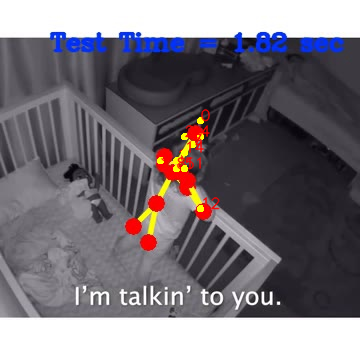 Test Time = 1.82 sec
I'm talkin' to you.